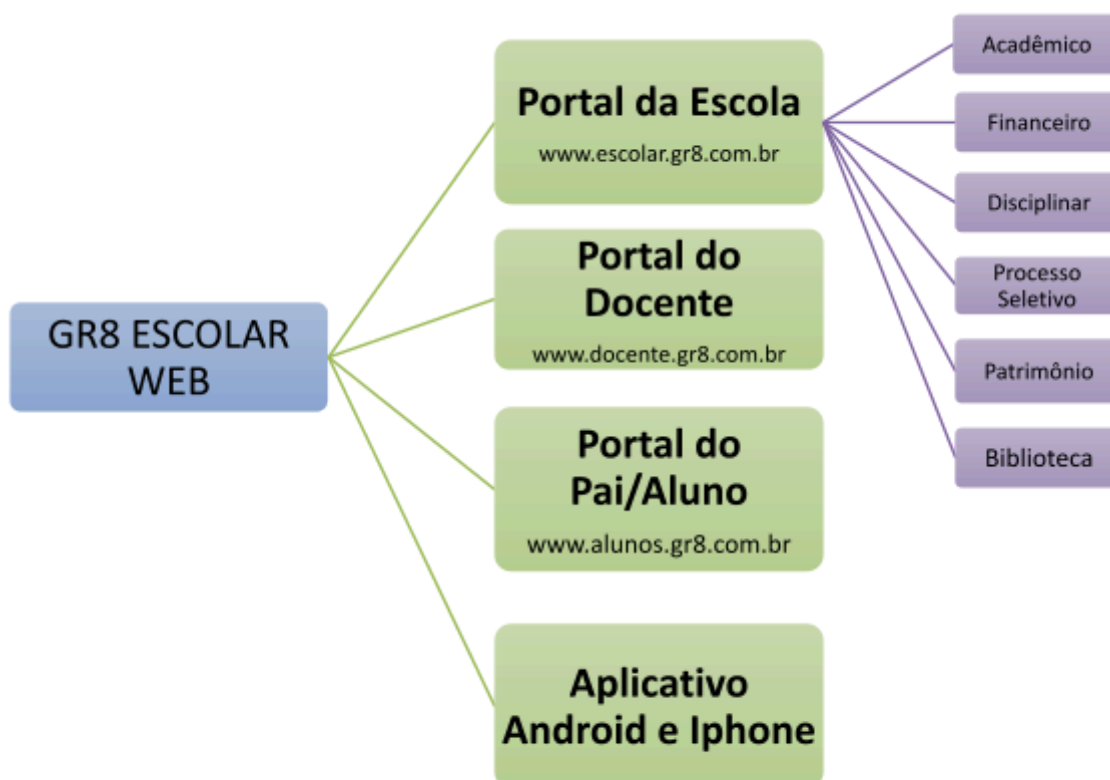 GR8 ESCOLAR
WEB
Portal da Escola
www.escolar.gr8.com.br
Portal do
Docente
www.docente.gr8.com.br
Portal do
Pai/Aluno
www.alunos.gr8.com.br
Aplicativo
Android e Iphone
Acadêmico
Financeiro
Disciplinar
Processo
Seletivo
Patrimônio
Biblioteca